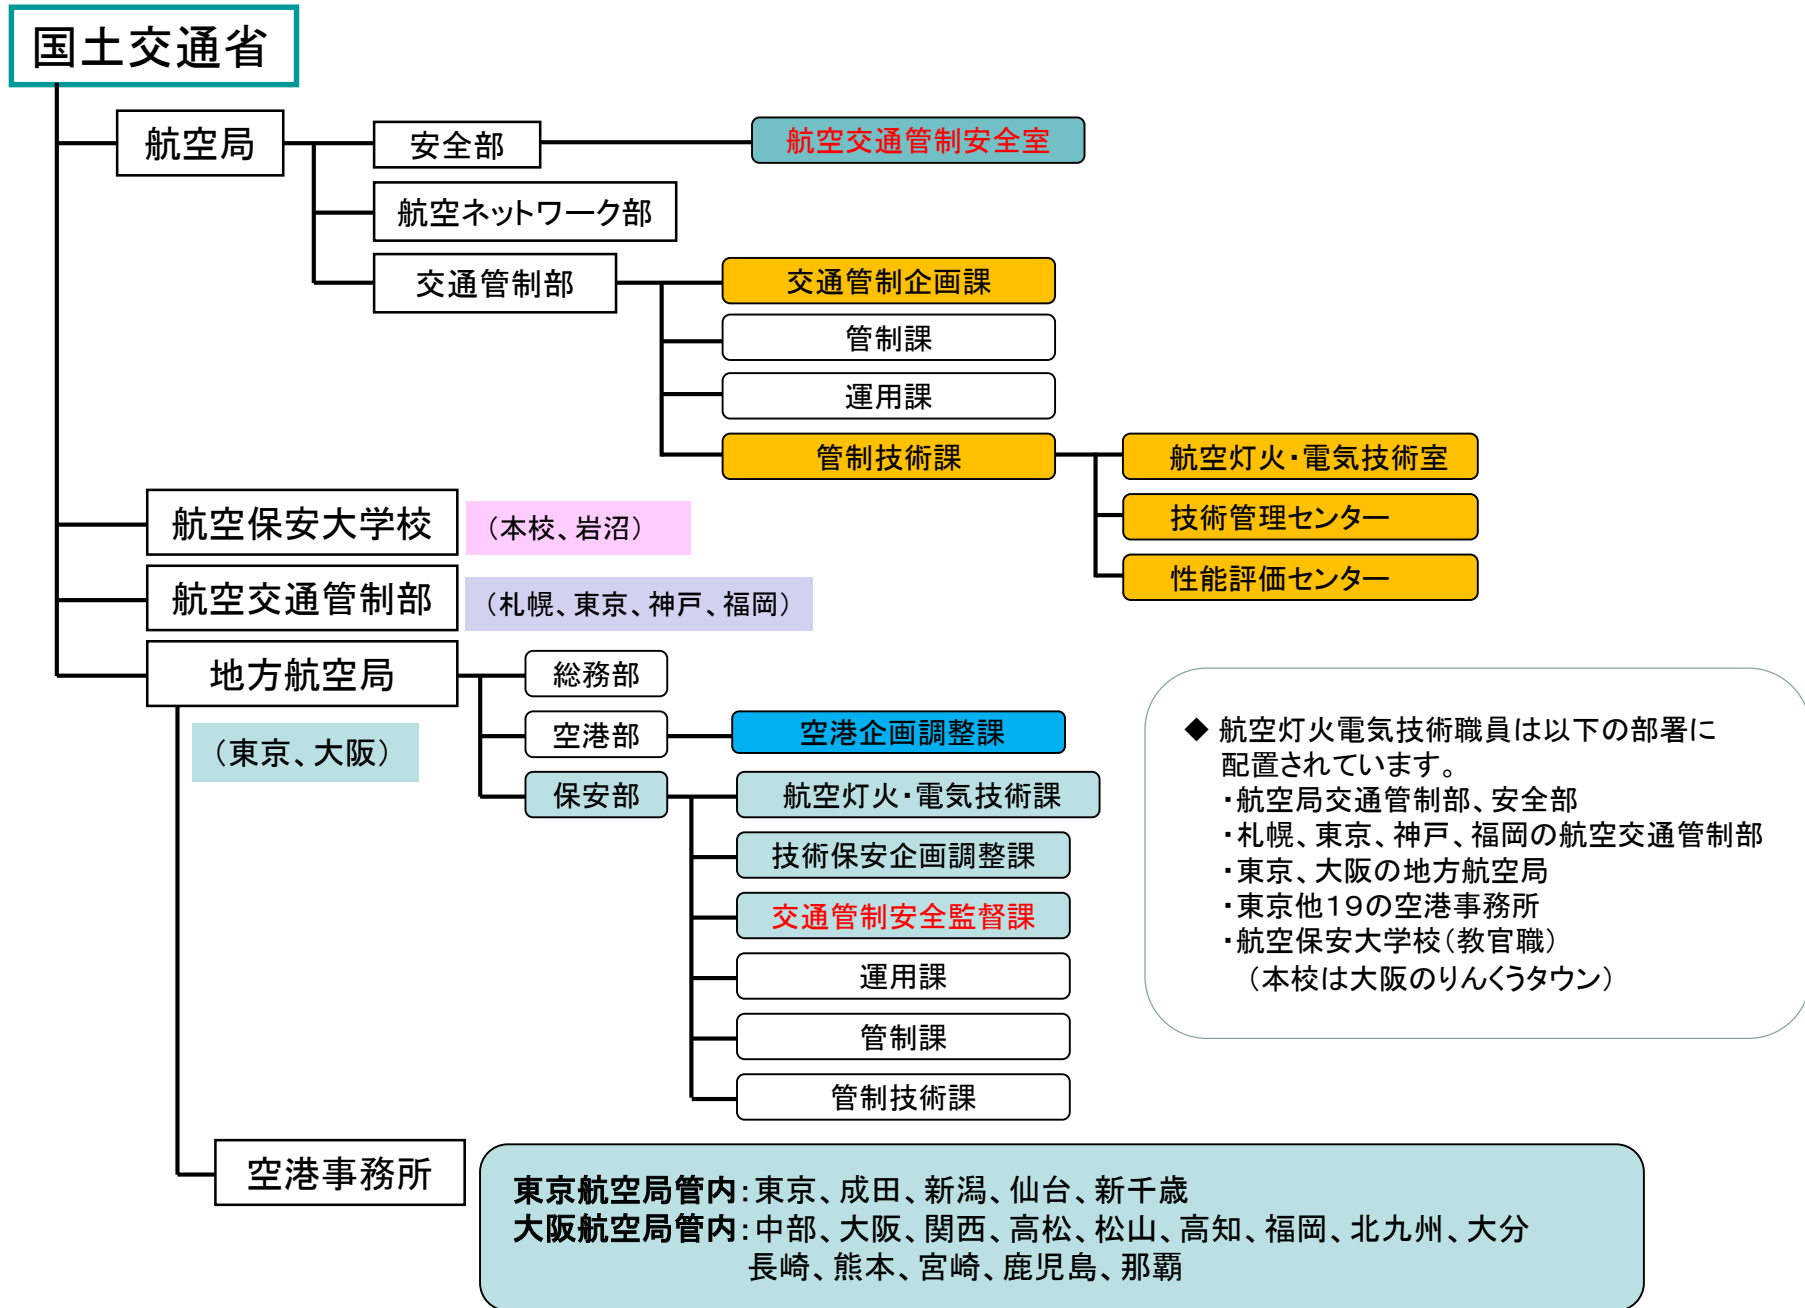 国土交通省
航空局
安全部
航空交通管制安全室
航空ネットワーク部
交通管制部
交通管制企画課
管制課
運用課
管制技術課
航空灯火・電気技術室
技術管理センター
性能評価センター
航空保安大学校
（本校、岩沼）
航空交通管制部
（札幌、東京、神戸、福岡）
地方航空局
（東京、大阪）
総務部
空港部
空港企画調整課
保安部
航空灯火・電気技術課
技術保安企画調整課
交通管制安全監督課
運用課
管制課
管制技術課
◆ 航空灯火電気技術職員は以下の部署に
配置されています。
・航空局交通管制部、安全部
・札幌、東京、神戸、福岡の航空交通管制部
・東京、大阪の地方航空局
・東京他１９の空港事務所
・航空保安大学校（教官職）
（本校は大阪のりんくうタウン）
空港事務所
東京航空局管内：東京、成田、新潟、仙台、新千歳
大阪航空局管内：中部、大阪、関西、高松、松山、高知、福岡、北九州、大分
長崎、熊本、宮崎、鹿児島、那覇